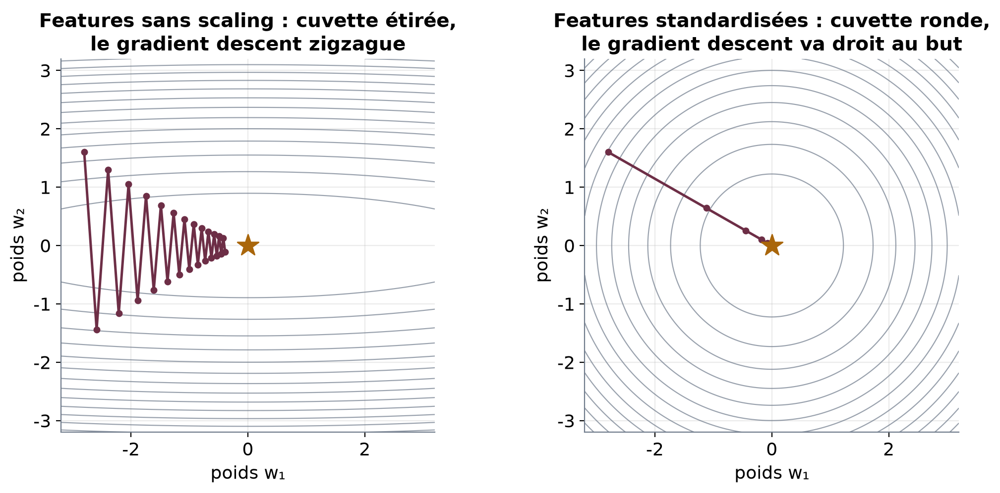 Features sans scaling : cuvette étirée,
le gradient descent zigzague
3
2
1
0
-1
-2
-3
poids w₂
-2
0
2
poids w₁
Features standardisées : cuvette ronde,
le gradient descent va droit au but
3
2
1
0
-1
-2
-3
poids w₂
-2
0
2
poids w₁